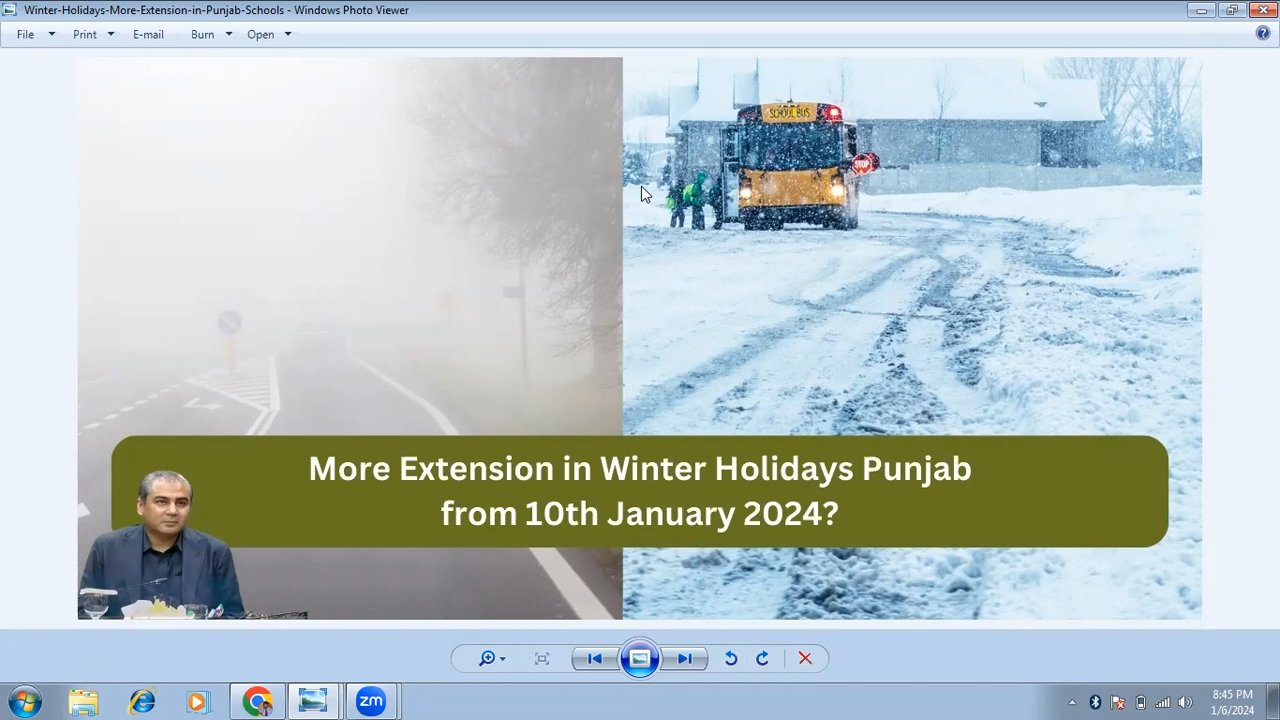 Winter-Holidays-More-Extension-in-Punjab-Schools - Windows Photo Viewer
File Print E-mail Burn Open
SCHOOL BUS
STOP
More Extension in Winter Holidays Punjab
from 10th January 2024?
zm
8:45 PM
1/6/2024